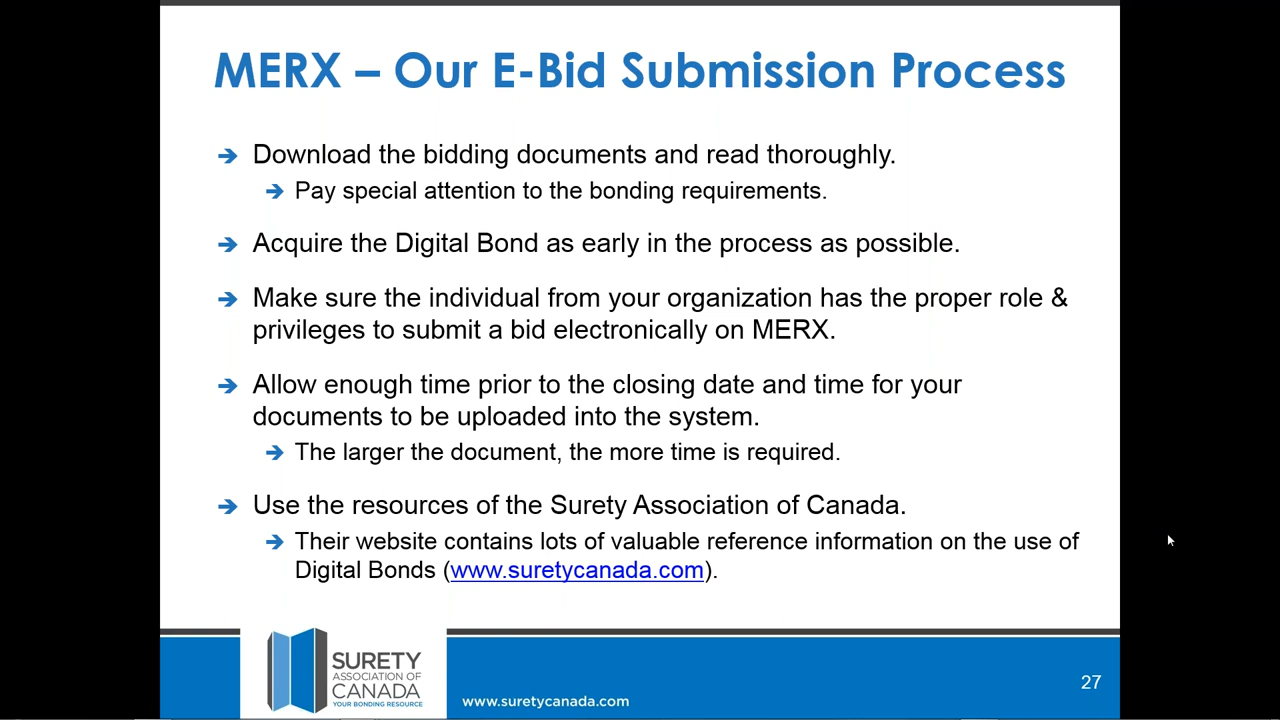 MERX – Our E-Bid Submission Process
Download the bidding documents and read thoroughly.
Pay special attention to the bonding requirements.
Acquire the Digital Bond as early in the process as possible.
Make sure the individual from your organization has the proper role &
privileges to submit a bid electronically on MERX.
Allow enough time prior to the closing date and time for your
documents to be uploaded into the system.
The larger the document, the more time is required.
Use the resources of the Surety Association of Canada.
Their website contains lots of valuable reference information on the use of
Digital Bonds (www.suretycanada.com).
SURETY
ASSOCIATION OF
CANADA
YOUR BONDING RESOURCE
www.suretycanada.com
27